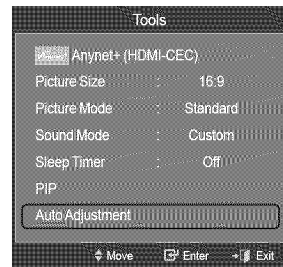 Tools
Anynet+ (HDMI-CEC)
Picture Size : 16:9
Picture Mode : Standard
Sound Mode : Custom
Sleep Timer : Off
PIP
Auto Adjustment
Move Enter Exit